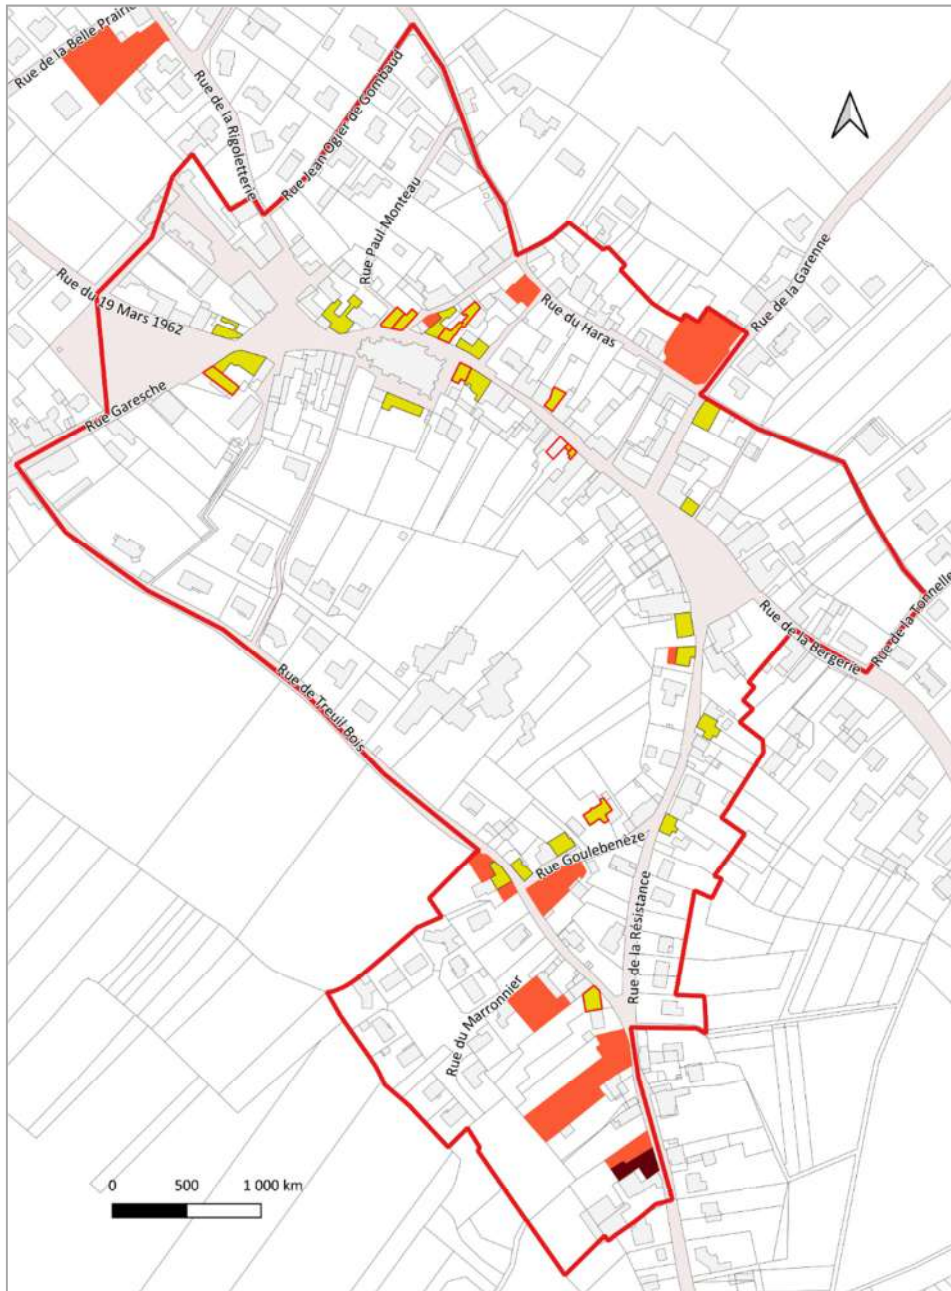 Rue de la Belle Prairie
Rue de la Rigoletterie
Rue Jean Ogier de Gombaud
Rue Paul Monteau
Rue de la Garenne
Rue du 19 Mars 1962
Rue du Haras
Rue Garesche
Rue de la Tonnelle
Rue de la Bergerie
Rue de Treuil Bois
Rue Goulebenèze
Rue de la Résistance
Rue du Marronnier
0 500 1 000 km